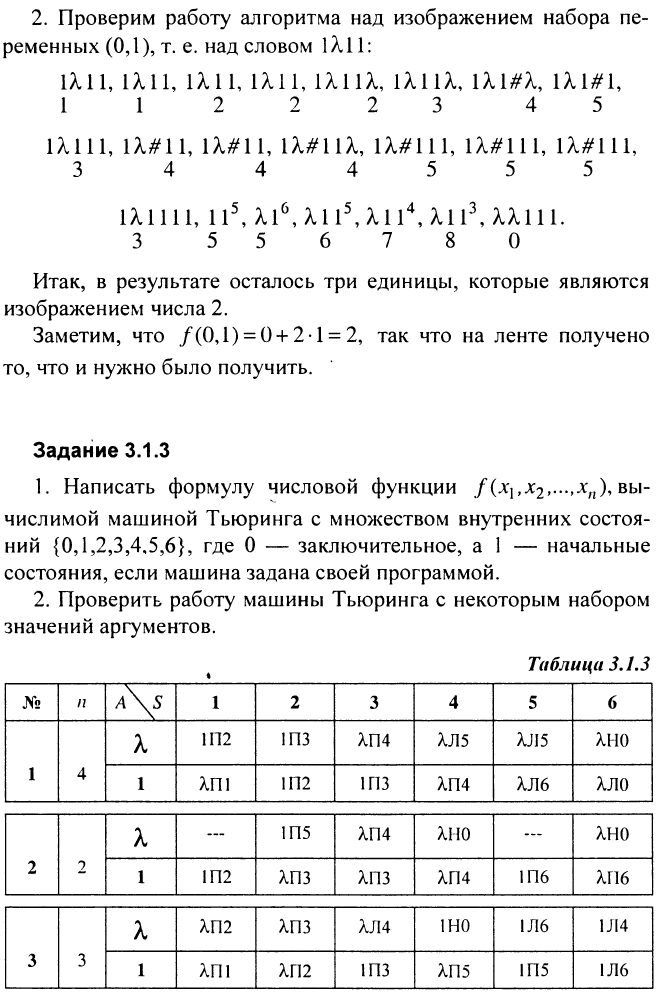 2. Проверим работу алгоритма над изображением набора пе-
ременных (0,1), т. е. над словом 1λ11:
1λ11, 1λ11, 1λ11, 1λ11, 1λ11λ, 1λ11λ, 1λ1#λ, 1λ1#1,
1 1 2 2 2 3 4 5
1λ111, 1λ#11, 1λ#11, 1λ#11λ, 1λ#111, 1λ#111, 1λ#111,
3 4 4 4 5 5 5
1λ1111, 11⁵, λ1⁶, λ11⁵, λ11⁴, λ11³, λλ111.
3 5 5 6 7 8 0
Итак, в результате осталось три единицы, которые являются
изображением числа 2.
Заметим, что f(0,1)=0+2·1=2, так что на ленте получено
то, что и нужно было получить.
Задание 3.1.3
1. Написать формулу числовой функции f(x₁,x₂,...,xₙ), вы-
числимой машиной Тьюринга с множеством внутренних состоя-
ний {0,1,2,3,4,5,6}, где 0 — заключительное, а 1 — начальные
состояния, если машина задана своей программой.
2. Проверить работу машины Тьюринга с некоторым набором
значений аргументов.
Таблица 3.1.3
№ n A \ S 1 2 3 4 5 6
λ 1П2 1П3 λП4 λЛ5 λЛ5 λН0
1 4
1 λП1 1П2 1П3 λП4 λЛ6 λЛ0
λ --- 1П5 λП4 λН0 --- λН0
2 2
1 1П2 λП3 λП3 λП4 1П6 λП6
λ λП2 λП3 λЛ4 1Н0 1Л6 1Л4
3 3
1 λП1 λП2 1П3 λП5 1П5 1Л6